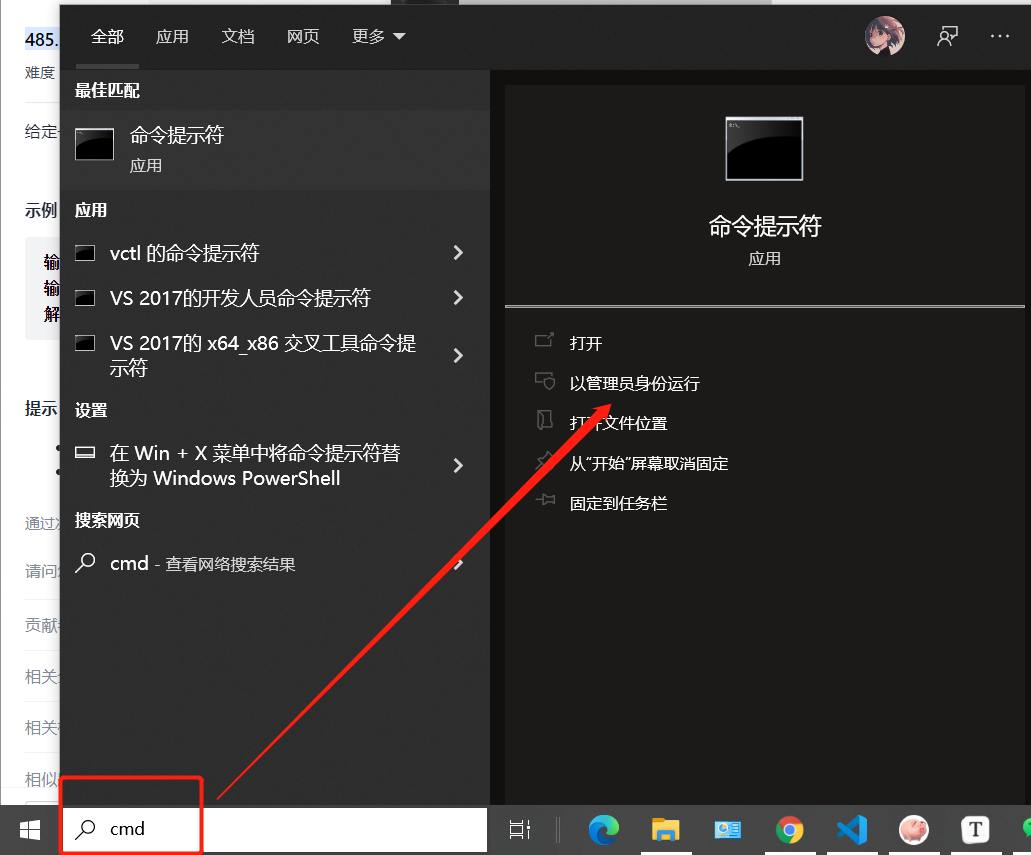 485.
全部 应用 文档 网页 更多
难度
最佳匹配
给定
命令提示符
应用
命令提示符
应用
示例
应用
输
vctl 的命令提示符
输
VS 2017的开发人员命令提示符
解
VS 2017的 x64_x86 交叉工具命令提
示符
打开
以管理员身份运行
打开文件位置
从"开始"屏幕取消固定
固定到任务栏
提示
设置
在 Win + X 菜单中将命令提示符替
换为 Windows PowerShell
搜索网页
通过
cmd - 查看网络搜索结果
请问
贡献
相关
相关
相似
cmd
T